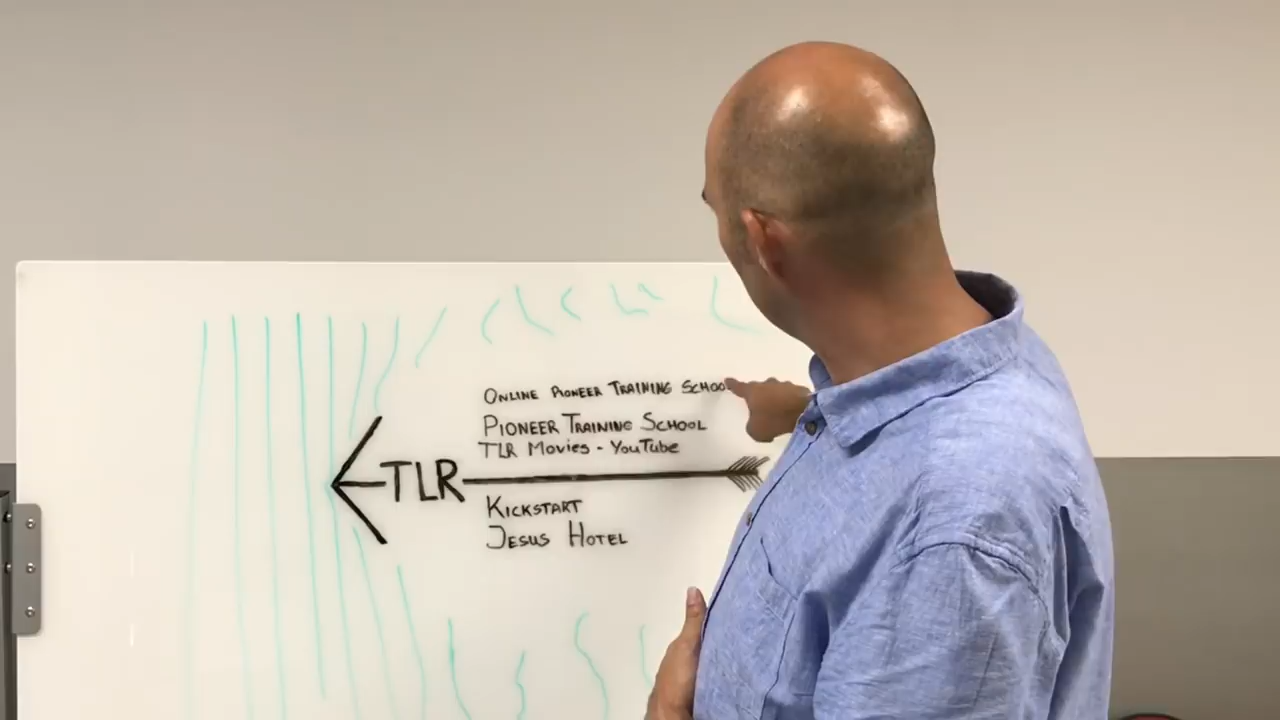 ONLINE PIONEER TRAINING SCHOOL
PIONEER TRAINING SCHOOL
TLR MOVIES - YOUTUBE
TLR
KICKSTART
JESUS HOTEL